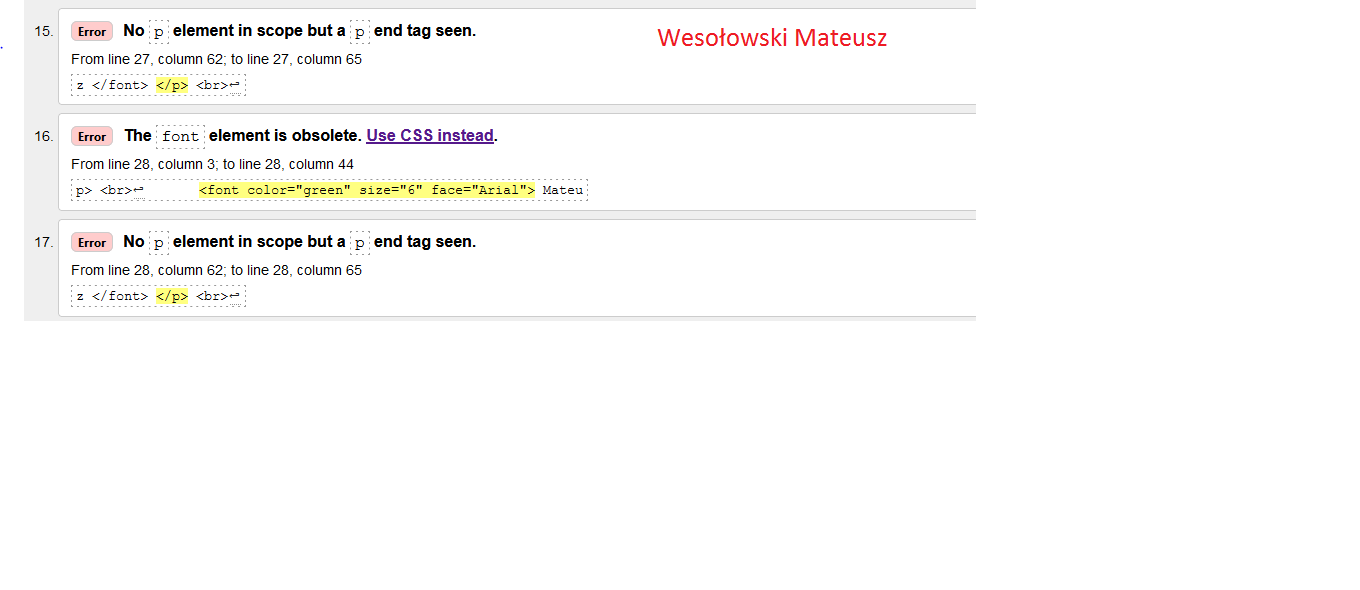 15. Error No p element in scope but a p end tag seen.
Wesołowski Mateusz
From line 27, column 62; to line 27, column 65
z </font> </p> <br>↩
16. Error The font element is obsolete. Use CSS instead.
From line 28, column 3; to line 28, column 44
p> <br>↩ <font color="green" size="6" face="Arial"> Mateu
17. Error No p element in scope but a p end tag seen.
From line 28, column 62; to line 28, column 65
z </font> </p> <br>↩